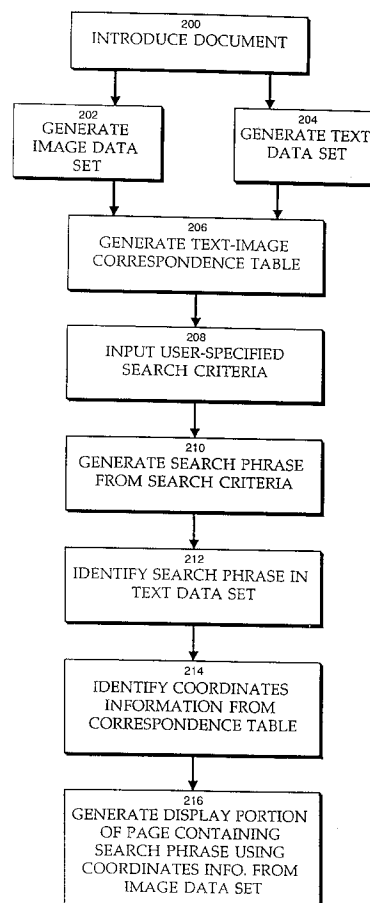 200
INTRODUCE DOCUMENT
202
GENERATE
IMAGE DATA
SET
204
GENERATE TEXT
DATA SET
206
GENERATE TEXT-IMAGE
CORRESPONDENCE TABLE
208
INPUT USER-SPECIFIED
SEARCH CRITERIA
210
GENERATE SEARCH PHRASE
FROM SEARCH CRITERIA
212
IDENTIFY SEARCH PHRASE IN
TEXT DATA SET
214
IDENTIFY COORDINATES
INFORMATION FROM
CORRESPONDENCE TABLE
216
GENERATE DISPLAY PORTION
OF PAGE CONTAINING
SEARCH PHRASE USING
COORDINATES INFO. FROM
IMAGE DATA SET